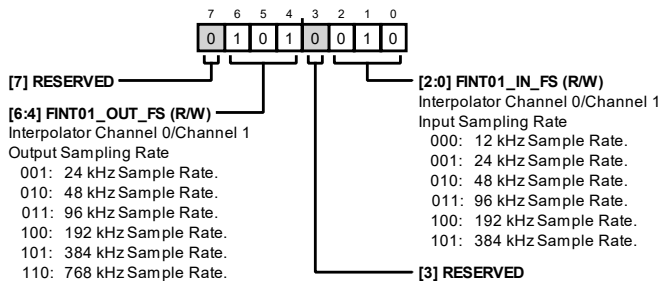 7 6 5 4 3 2 1 0
0 1 0 1 0 0 1 0
[7] RESERVED
[6:4] FINT01_OUT_FS (R/W)
Interpolator Channel 0/Channel 1
Output Sampling Rate
001: 24 kHz Sample Rate.
010: 48 kHz Sample Rate.
011: 96 kHz Sample Rate.
100: 192 kHz Sample Rate.
101: 384 kHz Sample Rate.
110: 768 kHz Sample Rate.
[2:0] FINT01_IN_FS (R/W)
Interpolator Channel 0/Channel 1
Input Sampling Rate
000: 12 kHz Sample Rate.
001: 24 kHz Sample Rate.
010: 48 kHz Sample Rate.
011: 96 kHz Sample Rate.
100: 192 kHz Sample Rate.
101: 384 kHz Sample Rate.
[3] RESERVED